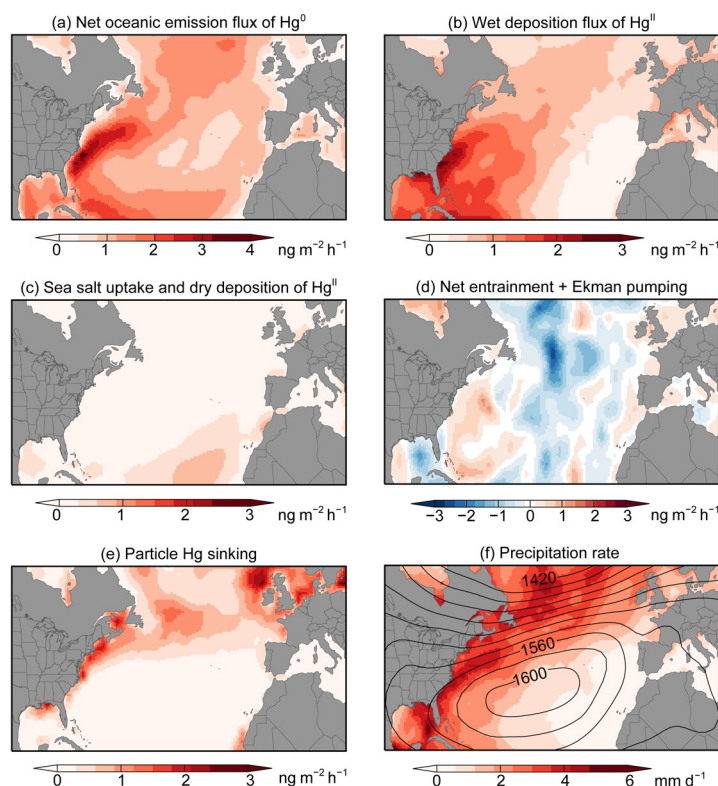 (a) Net oceanic emission flux of Hg⁰
(b) Wet deposition flux of Hgᴵᴵ
0 1 2 3 4 ng m⁻² h⁻¹
0 1 2 3 ng m⁻² h⁻¹
(c) Sea salt uptake and dry deposition of Hgᴵᴵ
(d) Net entrainment + Ekman pumping
0 1 2 3 ng m⁻² h⁻¹
−3 −2 −1 0 1 2 3 ng m⁻² h⁻¹
(e) Particle Hg sinking
(f) Precipitation rate
1420
1560
1600
0 1 2 3 ng m⁻² h⁻¹
0 2 4 6 mm d⁻¹